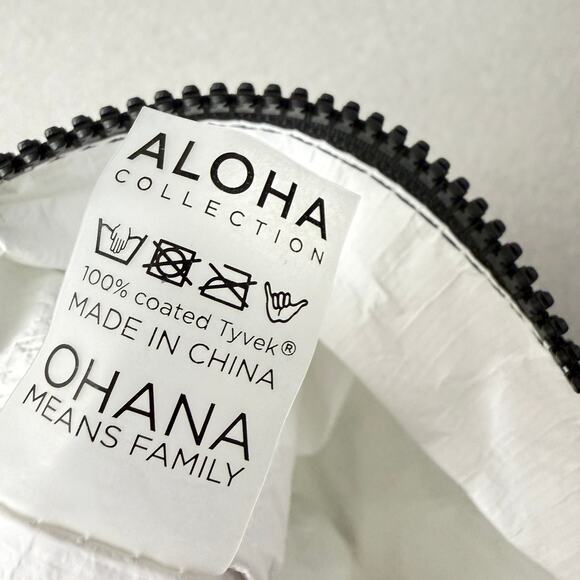 ALOHA
COLLECTION
100% coated Tyvek®
MADE IN CHINA
OHANA
MEANS FAMILY